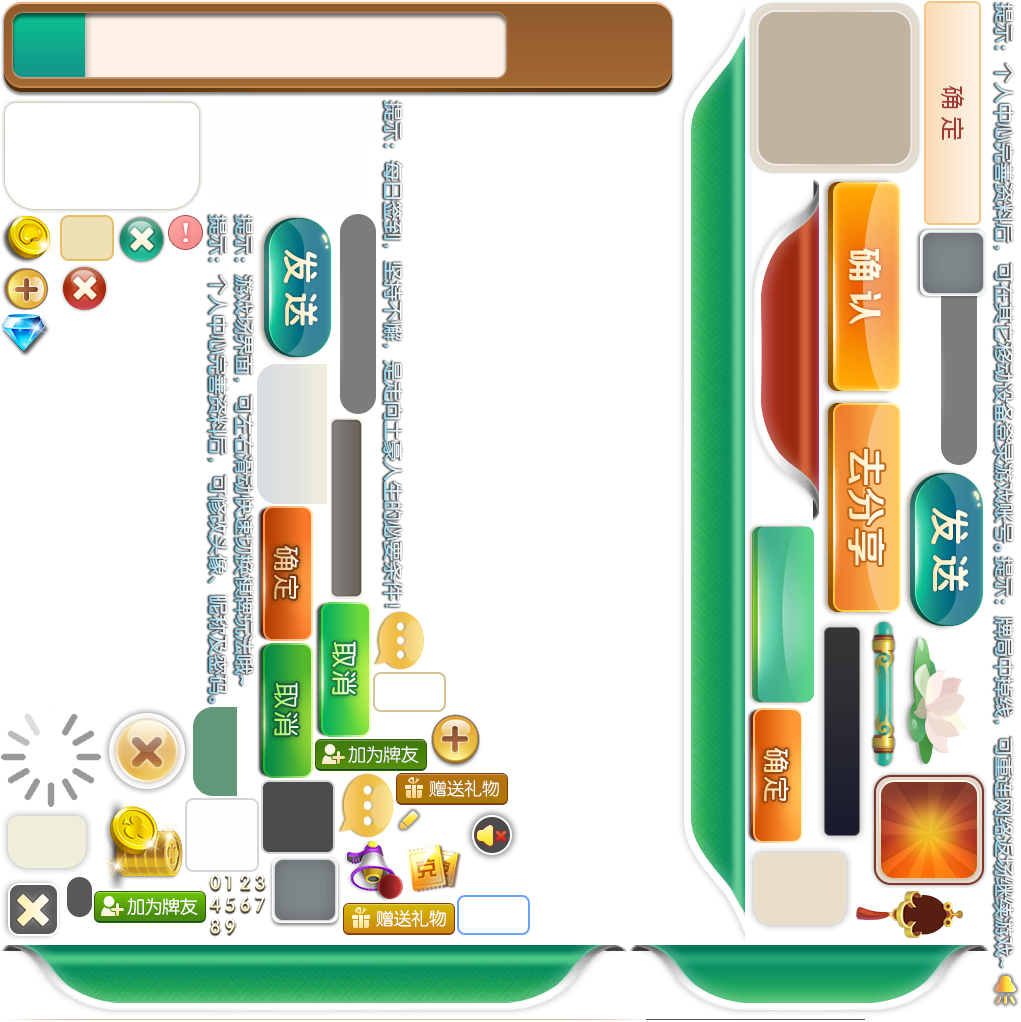 确定
提示：个人中心完善资料后，可在其它移动设备登录游戏账号。
提示：牌局中掉线，可重连网络返回继续游戏~
提示：每日签到，坚持不懈，是走向土豪人生的必要条件！
提示：游戏场界面，可左右滑动快速切换棋牌玩法哦~
提示：个人中心完善资料后，可修改头像、昵称及密码。
发送
确认
去分享
发送
确定
取消
取消
确定
加为牌友
赠送礼物
加为牌友
0123
4567
89
赠送礼物